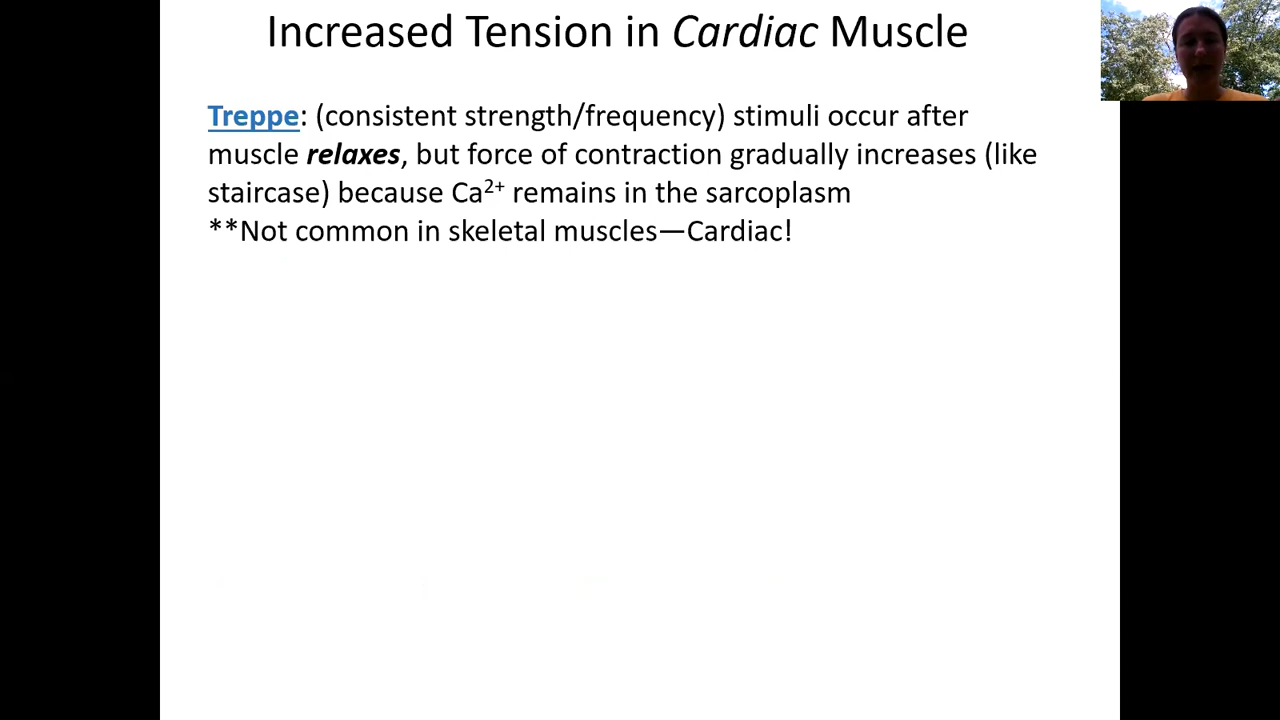 Increased Tension in Cardiac Muscle
Treppe: (consistent strength/frequency) stimuli occur after
muscle relaxes, but force of contraction gradually increases (like
staircase) because Ca²⁺ remains in the sarcoplasm
**Not common in skeletal muscles—Cardiac!